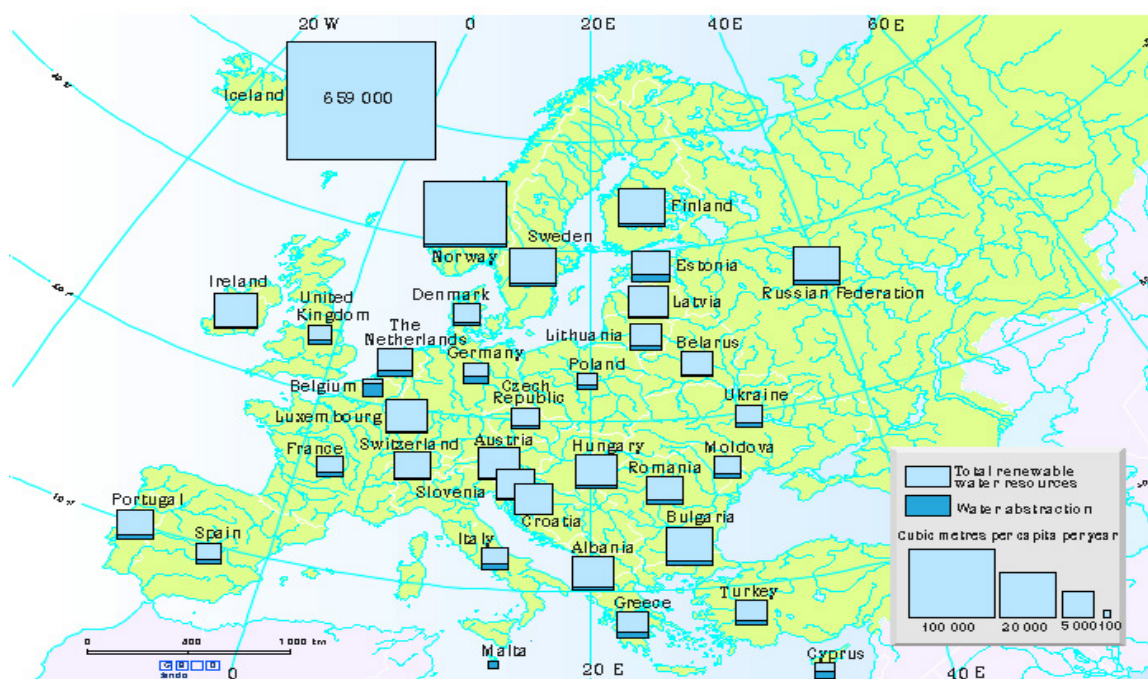 20 W
0
20 E
40 E
60 E
Iceland
659 000
Finland
Sweden
Norway
Estonia
Russian Federation
Ireland
Denmark
Latvia
United
Kingdom
The
Netherlands
Lithuania
Belarus
Germany
Poland
Belgium
Czech
Republic
Ukraine
Luxembourg
France
Switzerland
Austria
Hungary
Moldova
Romania
Slovenia
Croatia
Portugal
Spain
Italy
Bulgaria
Albania
Turkey
Greece
Malta
Cyprus
Total renewable
water resources
Water abstraction
Cubic metres per capita per year
100 000
20 000
5 000
100
0
500
1 000 km
0
20 E
40 E